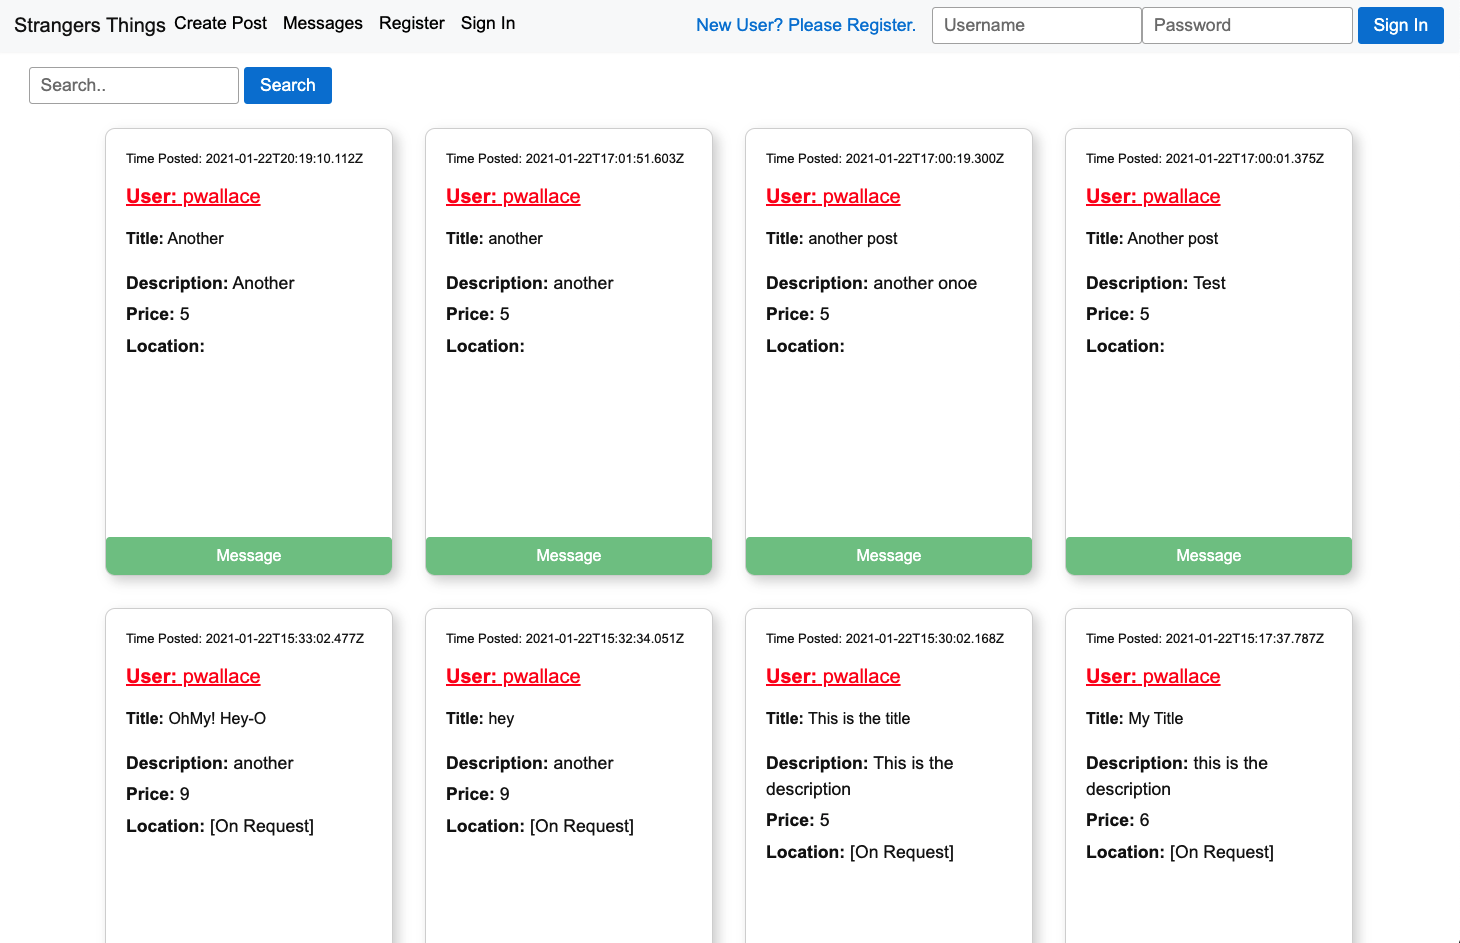 Strangers Things Create Post Messages Register Sign In New User? Please Register. Username Password Sign In
Search.. Search
Time Posted: 2021-01-22T20:19:10.112Z
User: pwallace
Title: Another
Description: Another
Price: 5
Location:
Message
Time Posted: 2021-01-22T17:01:51.603Z
User: pwallace
Title: another
Description: another
Price: 5
Location:
Message
Time Posted: 2021-01-22T17:00:19.300Z
User: pwallace
Title: another post
Description: another onoe
Price: 5
Location:
Message
Time Posted: 2021-01-22T17:00:01.375Z
User: pwallace
Title: Another post
Description: Test
Price: 5
Location:
Message
Time Posted: 2021-01-22T15:33:02.477Z
User: pwallace
Title: OhMy! Hey-O
Description: another
Price: 9
Location: [On Request]
Time Posted: 2021-01-22T15:32:34.051Z
User: pwallace
Title: hey
Description: another
Price: 9
Location: [On Request]
Time Posted: 2021-01-22T15:30:02.168Z
User: pwallace
Title: This is the title
Description: This is the
description
Price: 5
Location: [On Request]
Time Posted: 2021-01-22T15:17:37.787Z
User: pwallace
Title: My Title
Description: this is the
description
Price: 6
Location: [On Request]